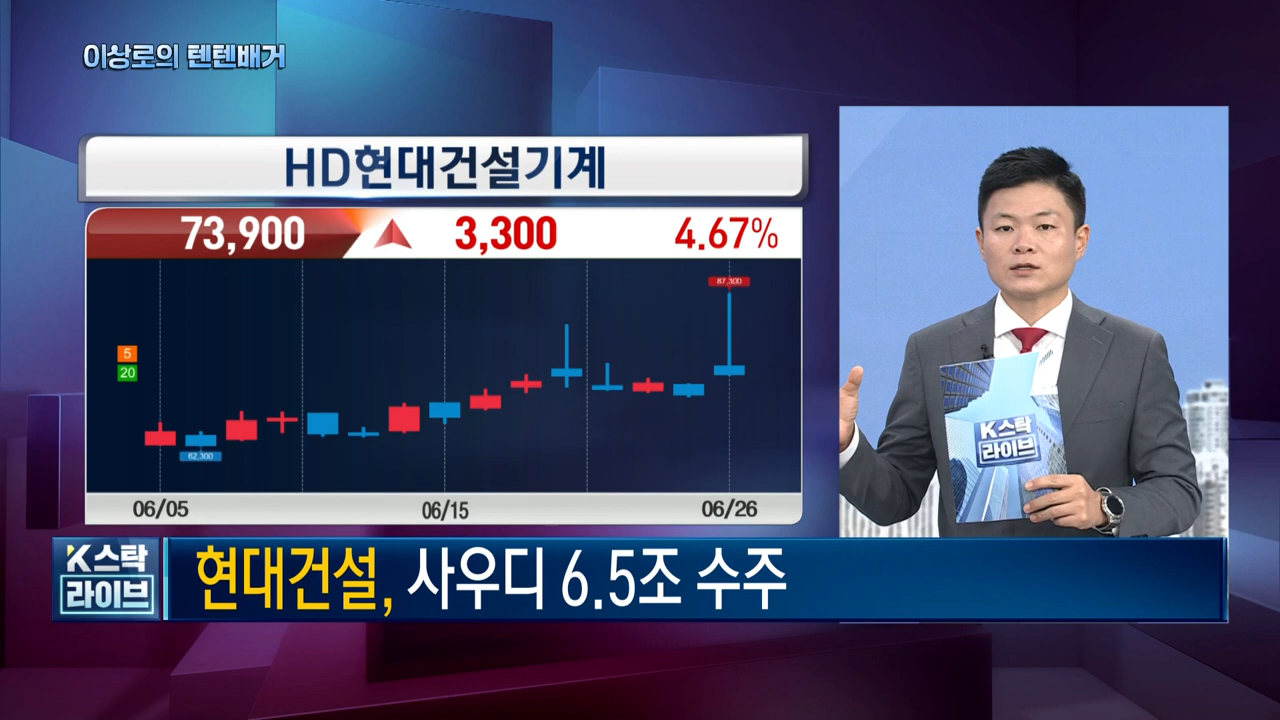 이상로의 텐텐배거
HD현대건설기계
73,900 3,300 4.67%
87,300
5
20
62,300
06/05 06/15 06/26
K스탁
라이브
K스탁
라이브
현대건설, 사우디 6.5조 수주